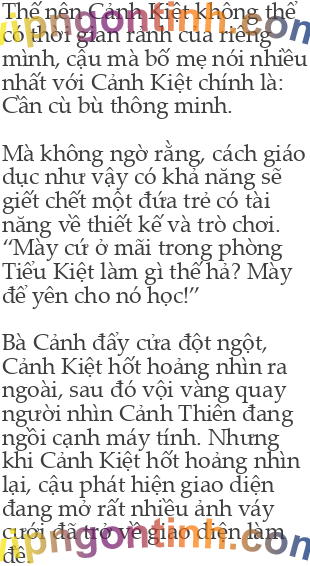 Thế nên Cảnh Kiệt không thể
có thời gian rảnh của riêng
mình, cậu mà bố mẹ nói nhiều
nhất với Cảnh Kiệt chính là:
Cần cù bù thông minh.
Mà không ngờ rằng, cách giáo
dục như vậy có khả năng sẽ
giết chết một đứa trẻ có tài
năng về thiết kế và trò chơi.
“Mày cứ ở mãi trong phòng
Tiểu Kiệt làm gì thế hả? Mày
để yên cho nó học!”
Bà Cảnh đẩy cửa đột ngột,
Cảnh Kiệt hốt hoảng nhìn ra
ngoài, sau đó vội vàng quay
người nhìn Cảnh Thiên đang
ngồi cạnh máy tính. Nhưng
khi Cảnh Kiệt hốt hoảng nhìn
lại, cậu phát hiện giao diện
đang mở rất nhiều ảnh váy
cưới đã trở về giao diện làm
đề.